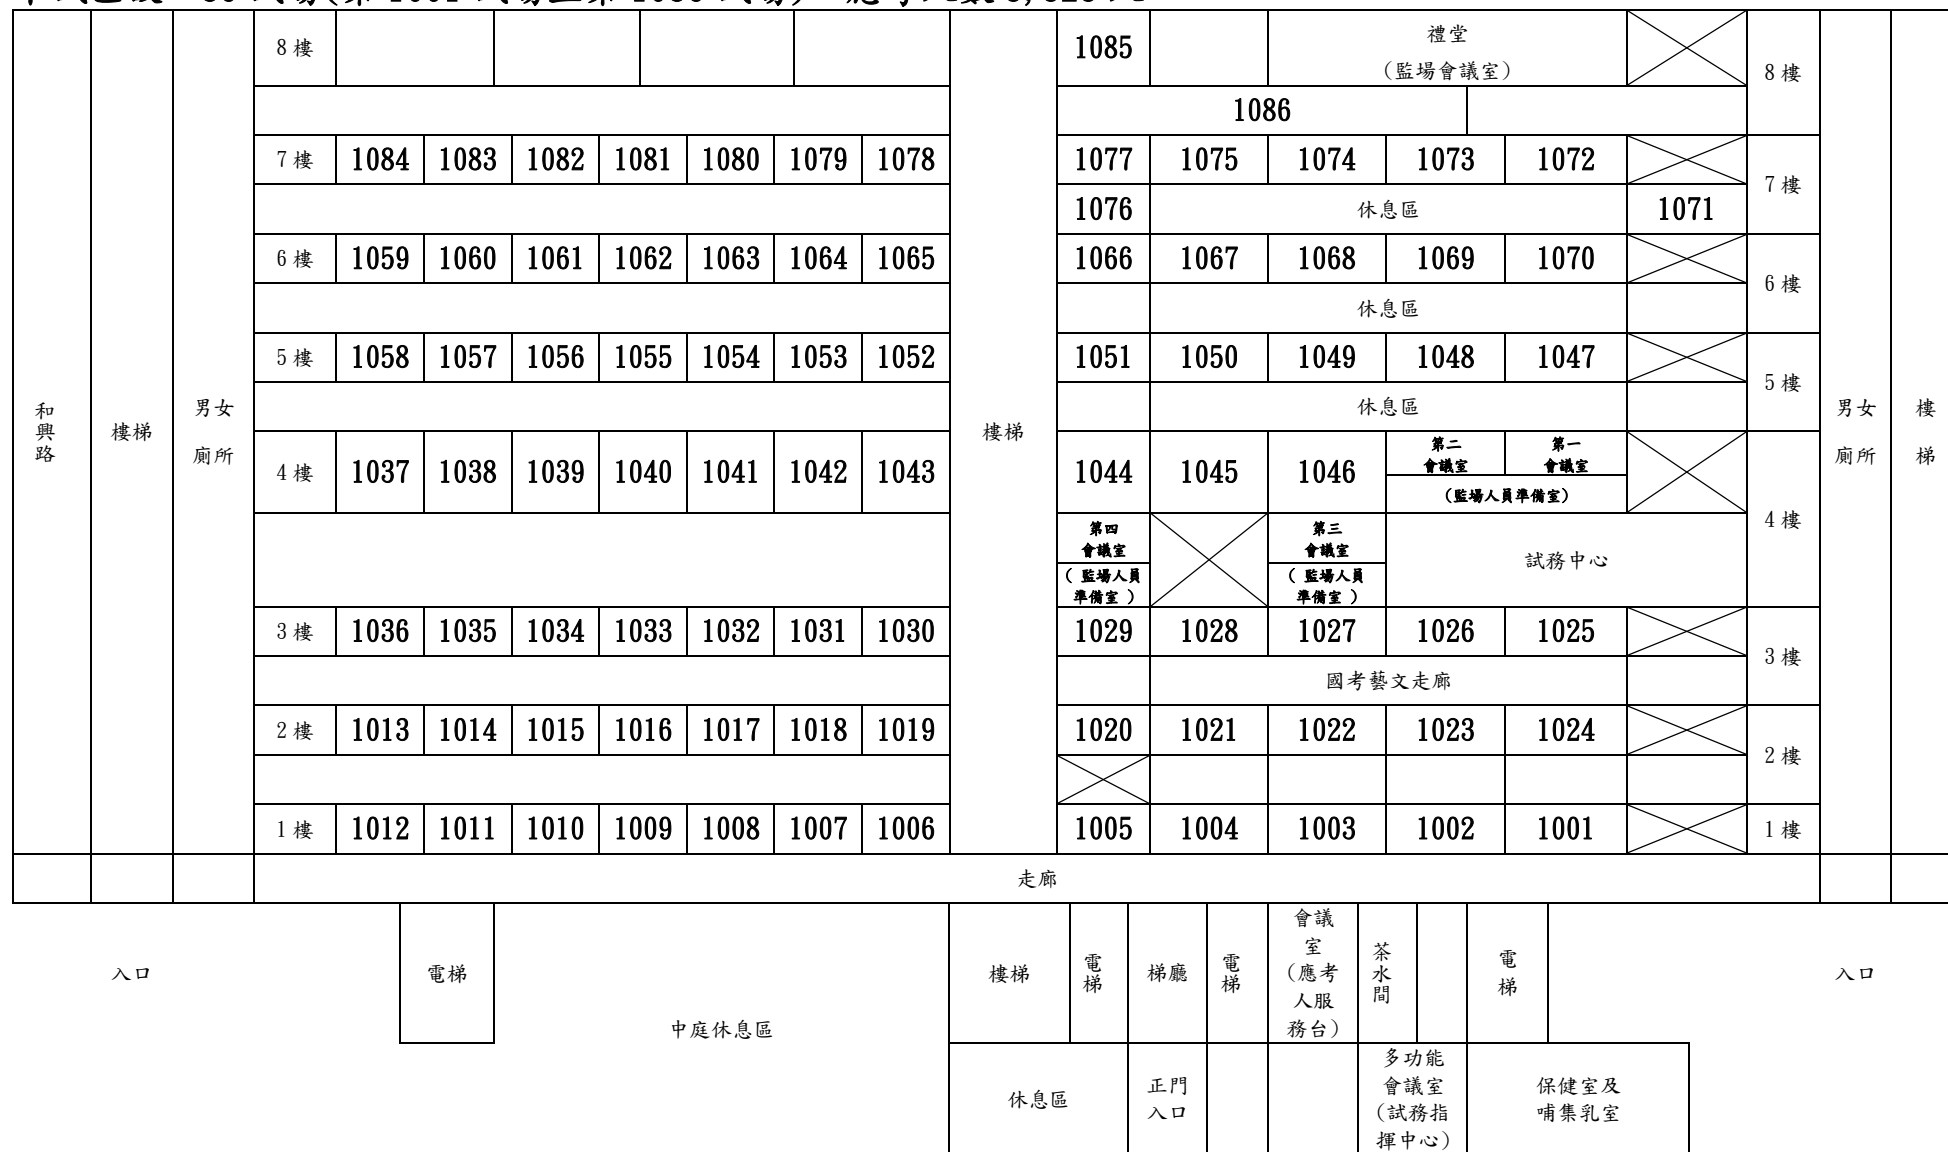 8 樓 1085 禮堂 8 樓
(監場會議室)
1086
7 樓 1084 1083 1082 1081 1080 1079 1078 1077 1075 1074 1073 1072 7 樓
1076 休息區 1071
6 樓 1059 1060 1061 1062 1063 1064 1065 1066 1067 1068 1069 1070 6 樓
休息區
5 樓 1058 1057 1056 1055 1054 1053 1052 1051 1050 1049 1048 1047 5 樓
休息區
和興路 樓梯 男女廁所 樓梯 男女廁所 樓梯
4 樓 1037 1038 1039 1040 1041 1042 1043 1044 1045 1046 第二會議室 第一會議室 4 樓
(監場人員準備室)
第四會議室 第三會議室 試務中心
(監場人員準備室) (監場人員準備室)
3 樓 1036 1035 1034 1033 1032 1031 1030 1029 1028 1027 1026 1025 3 樓
國考藝文走廊
2 樓 1013 1014 1015 1016 1017 1018 1019 1020 1021 1022 1023 1024 2 樓
1 樓 1012 1011 1010 1009 1008 1007 1006 1005 1004 1003 1002 1001 1 樓
走廊
入口 電梯 樓梯 電梯 梯廳 電梯 會議室(應考人服務台) 茶水間 電梯 入口
中庭休息區
休息區 正門入口 多功能會議室(試務指揮中心) 保健室及哺集乳室